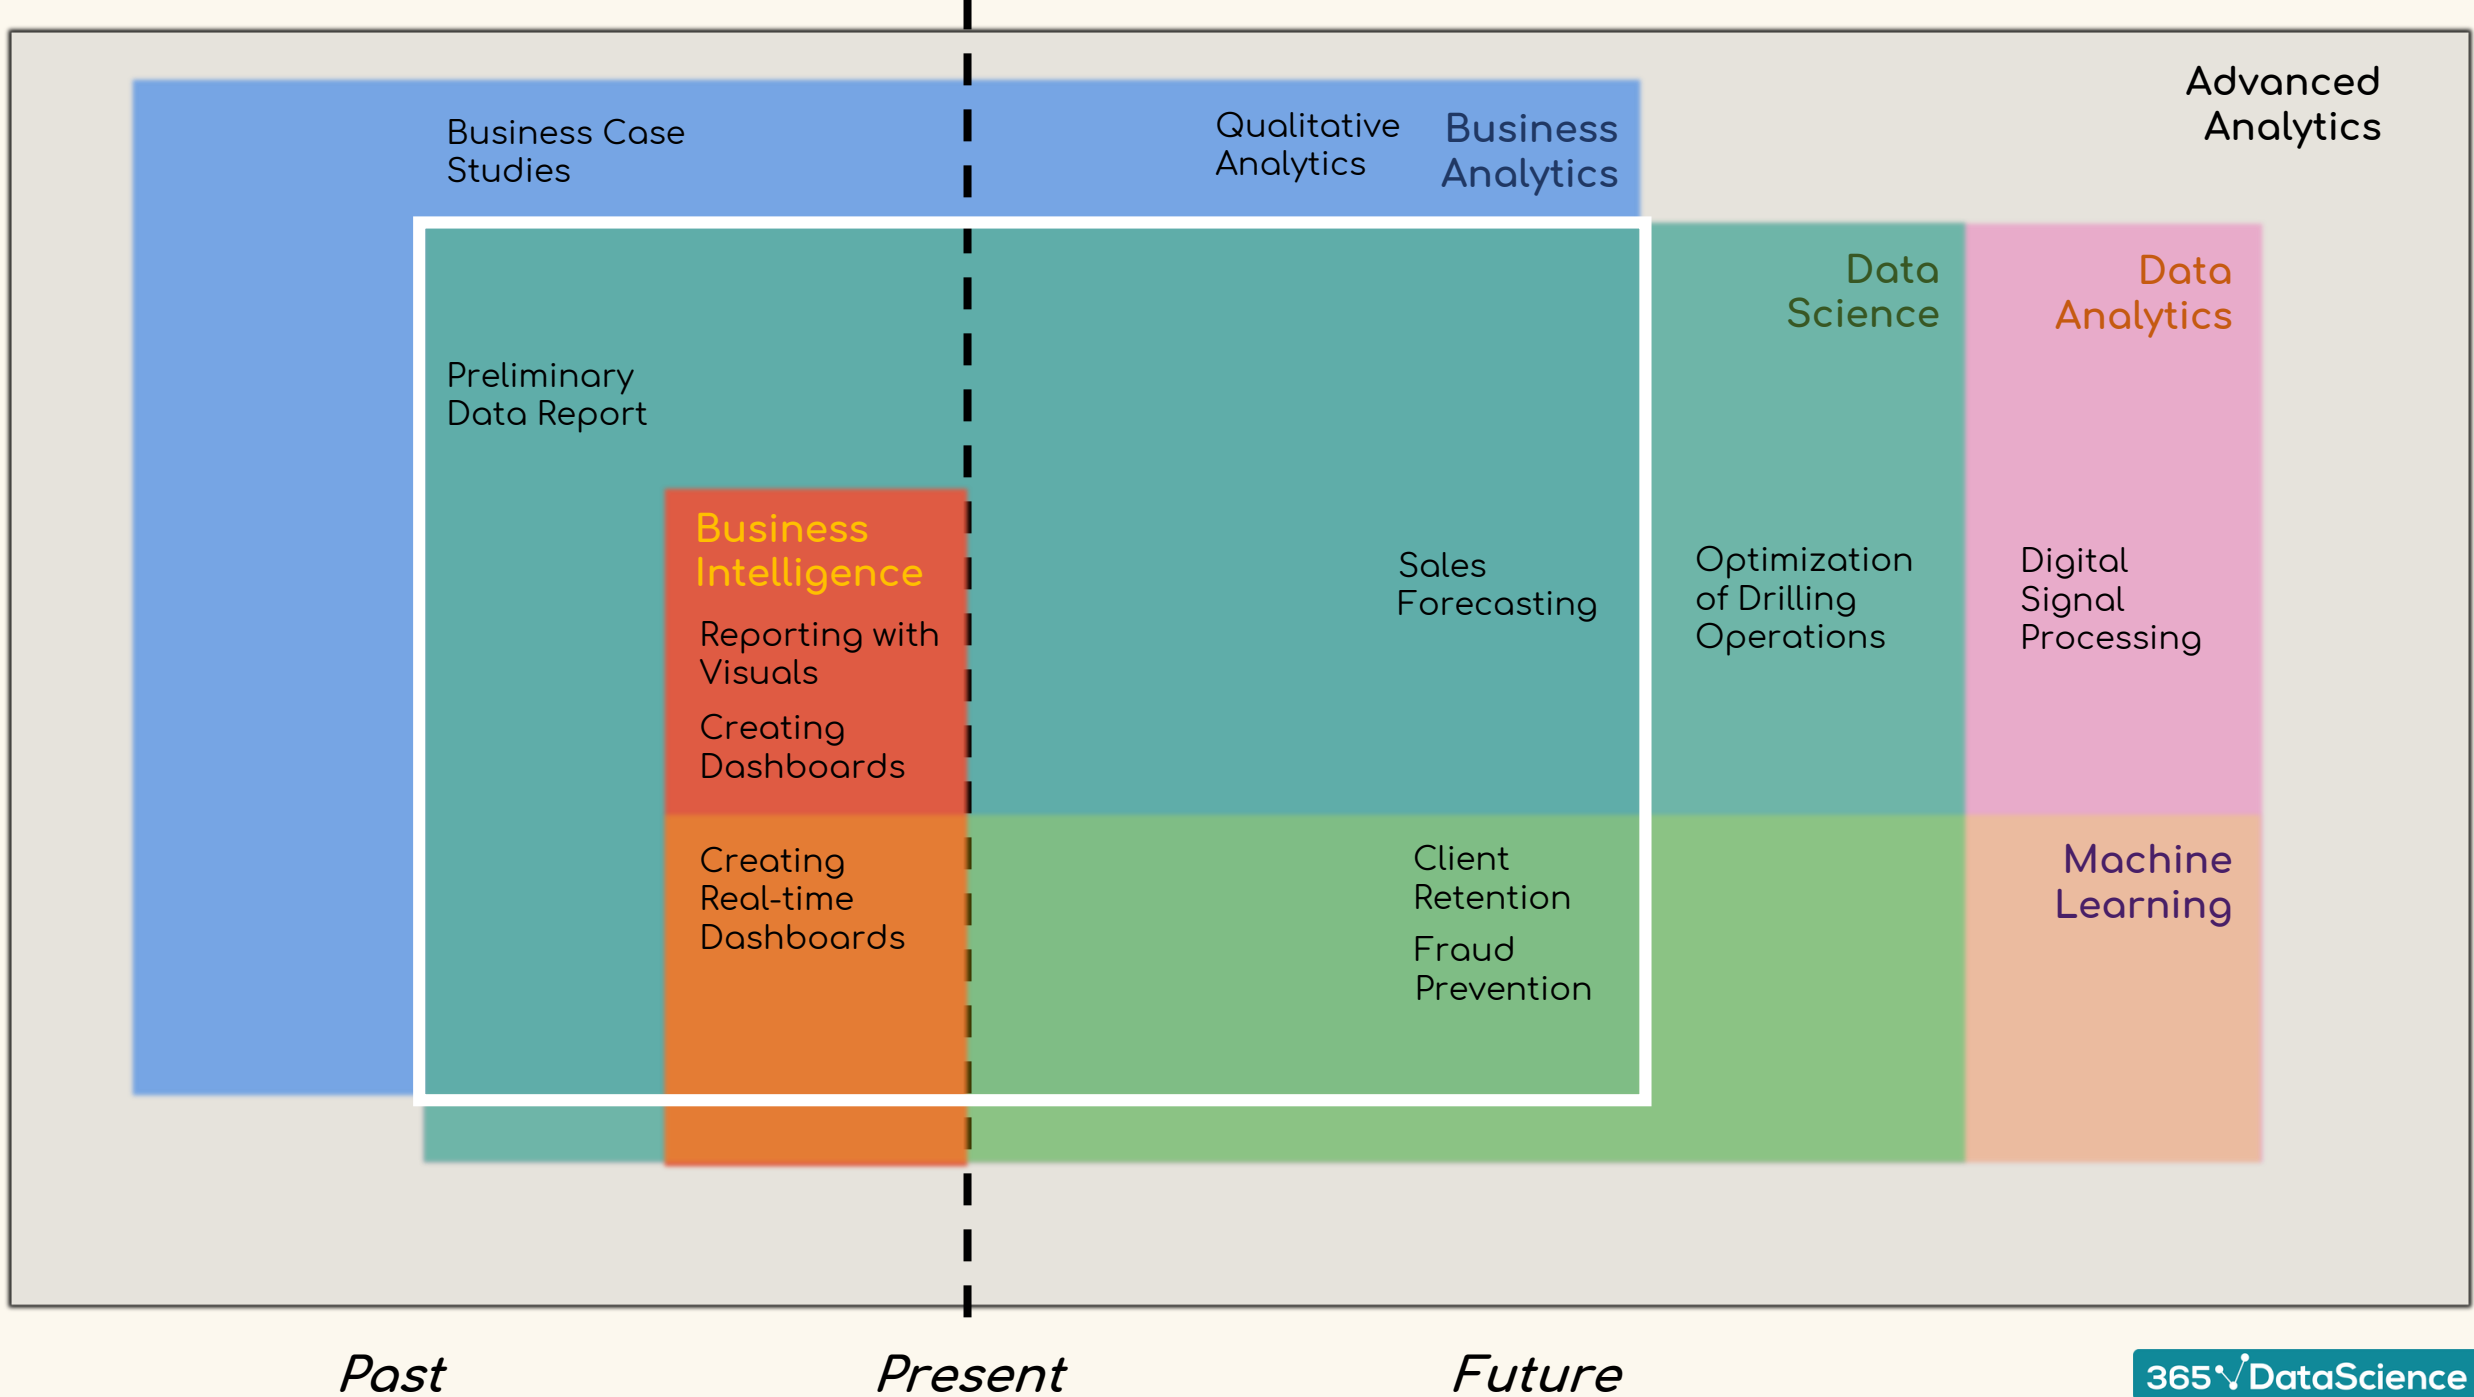 Advanced
Analytics
Business Case
Studies
Qualitative
Analytics
Business
Analytics
Data
Science
Data
Analytics
Preliminary
Data Report
Business
Intelligence
Reporting with
Visuals
Creating
Dashboards
Sales
Forecasting
Optimization
of Drilling
Operations
Digital
Signal
Processing
Creating
Real-time
Dashboards
Client
Retention
Fraud
Prevention
Machine
Learning
Past
Present
Future
365 DataScience